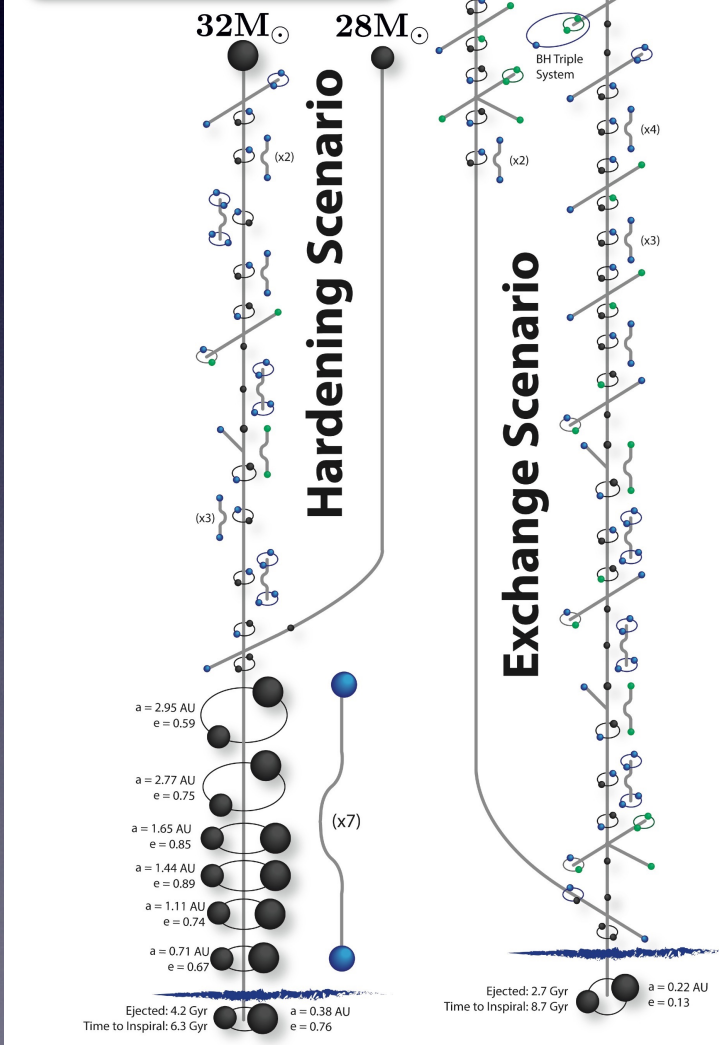 32M⊙
28M⊙
BH Triple
System
(x4)
(x2)
(x2)
(x3)
Hardening Scenario
Exchange Scenario
(x3)
a = 2.95 AU
e = 0.59
a = 2.77 AU
e = 0.75
(x7)
a = 1.65 AU
e = 0.85
a = 1.44 AU
e = 0.89
a = 1.11 AU
e = 0.74
a = 0.71 AU
e = 0.67
Ejected: 4.2 Gyr
Time to Inspiral: 6.3 Gyr
a = 0.38 AU
e = 0.76
Ejected: 2.7 Gyr
Time to Inspiral: 8.7 Gyr
a = 0.22 AU
e = 0.13